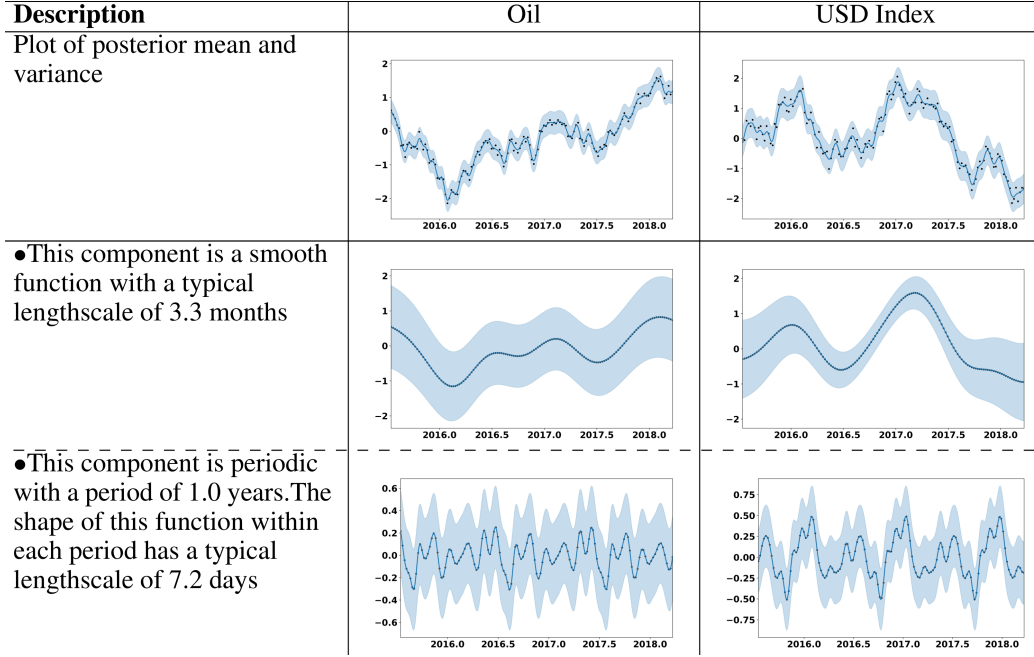 Description Oil USD Index
Plot of posterior mean and
variance
2
1
0
−1
−2
2016.0 2016.5 2017.0 2017.5 2018.0
2
1
0
−1
−2
2016.0 2016.5 2017.0 2017.5 2018.0
•This component is a smooth
function with a typical
lengthscale of 3.3 months
2
1
0
−1
−2
2016.0 2016.5 2017.0 2017.5 2018.0
2
1
0
−1
−2
2016.0 2016.5 2017.0 2017.5 2018.0
•This component is periodic
with a period of 1.0 years.The
shape of this function within
each period has a typical
lengthscale of 7.2 days
0.6
0.4
0.2
0.0
−0.2
−0.4
−0.6
2016.0 2016.5 2017.0 2017.5 2018.0
0.75
0.50
0.25
0.00
−0.25
−0.50
−0.75
2016.0 2016.5 2017.0 2017.5 2018.0